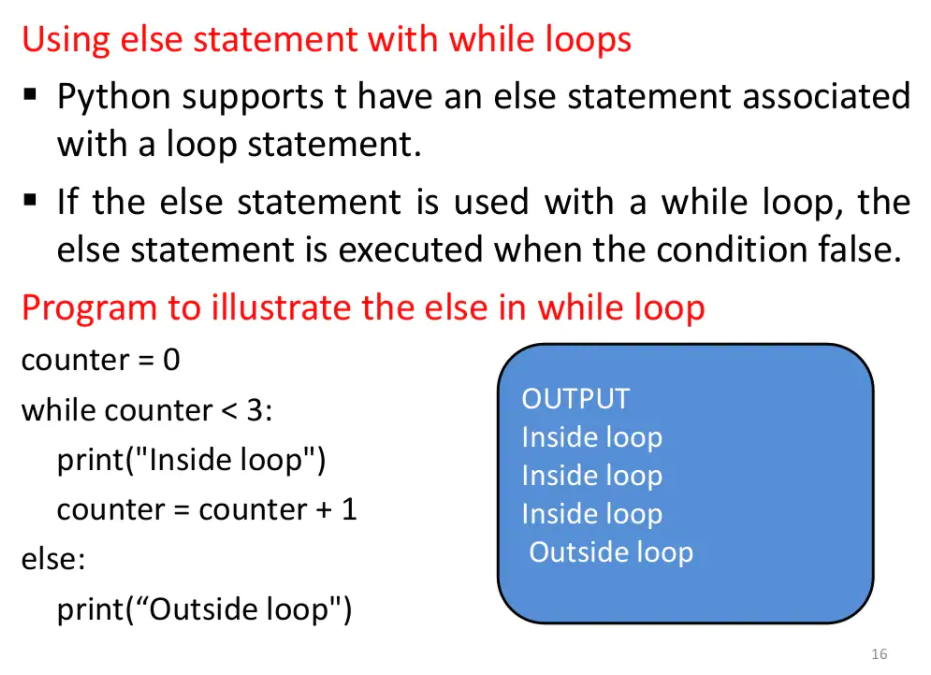 Using else statement with while loops
▪ Python supports t have an else statement associated
with a loop statement.
▪ If the else statement is used with a while loop, the
else statement is executed when the condition false.
Program to illustrate the else in while loop
counter = 0
while counter < 3:
print("Inside loop")
counter = counter + 1
else:
print(“Outside loop")
OUTPUT
Inside loop
Inside loop
Inside loop
Outside loop
16